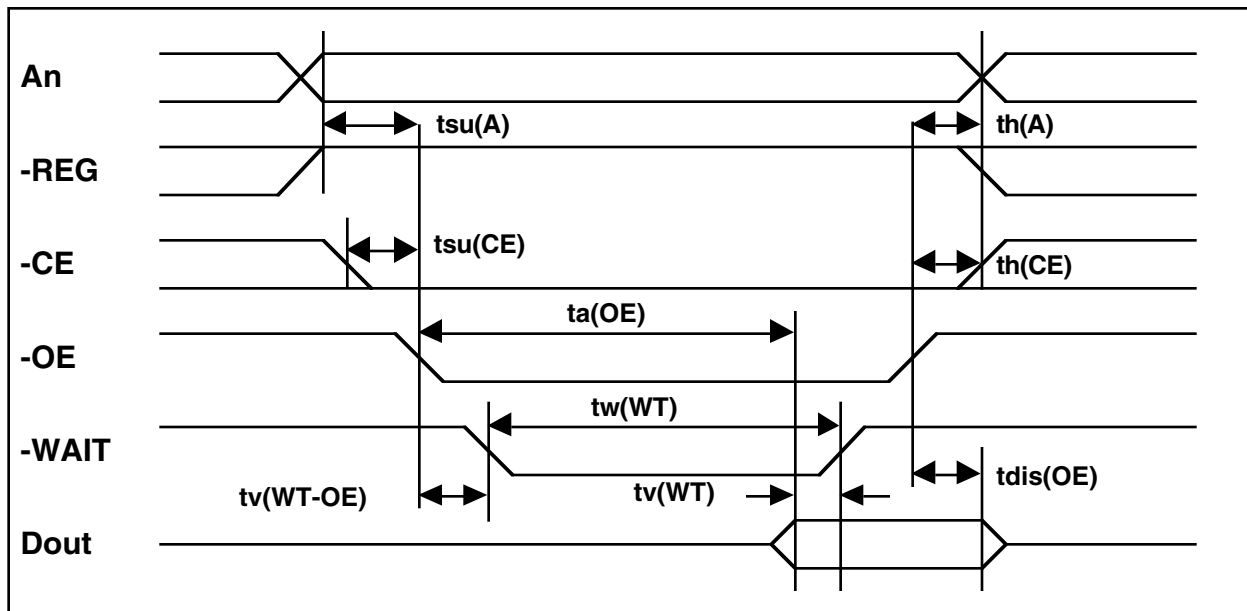 An
tsu(A)
th(A)
-REG
tsu(CE)
-CE
th(CE)
ta(OE)
-OE
tw(WT)
-WAIT
tdis(OE)
tv(WT-OE)
tv(WT)
Dout